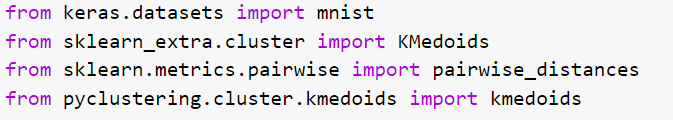 from keras.datasets import mnist
from sklearn_extra.cluster import KMedoids
from sklearn.metrics.pairwise import pairwise_distances
from pyclustering.cluster.kmedoids import kmedoids